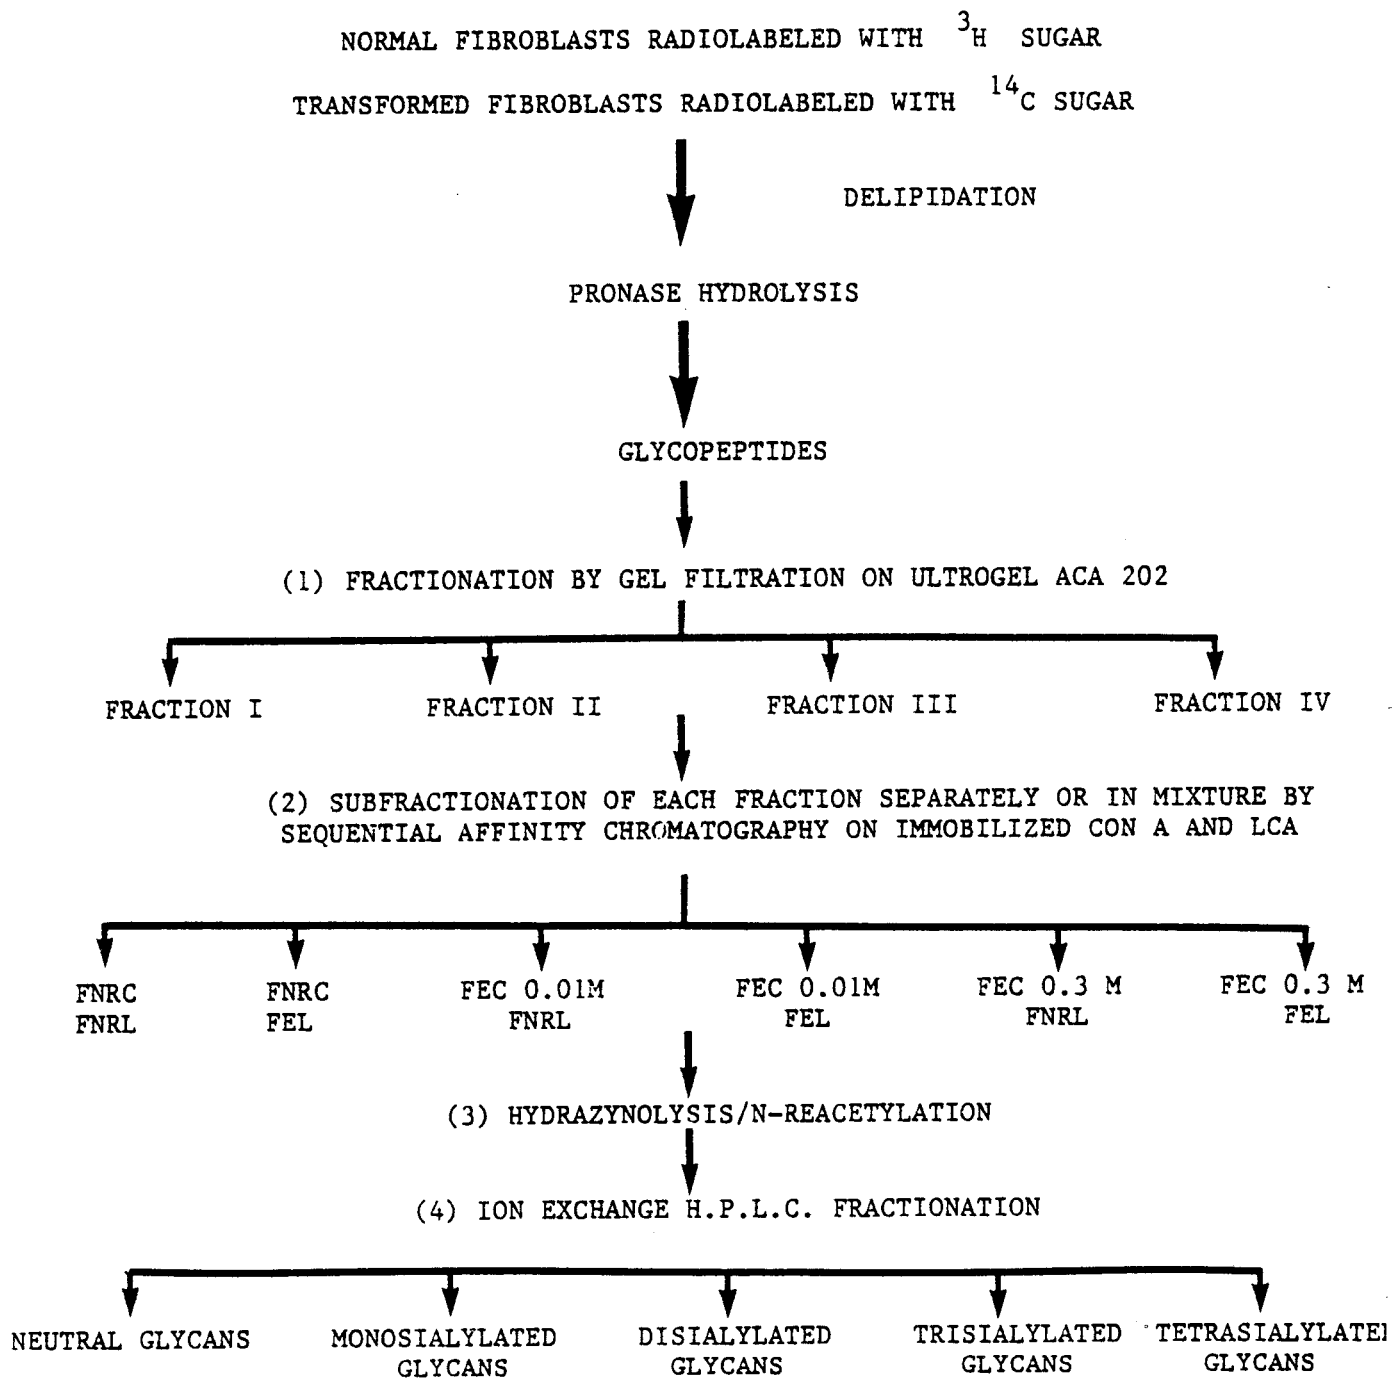 NORMAL FIBROBLASTS RADIOLABELED WITH ³H SUGAR
TRANSFORMED FIBROBLASTS RADIOLABELED WITH ¹⁴C SUGAR
DELIPIDATION
PRONASE HYDROLYSIS
GLYCOPEPTIDES
(1) FRACTIONATION BY GEL FILTRATION ON ULTROGEL ACA 202
FRACTION I FRACTION II FRACTION III FRACTION IV
(2) SUBFRACTIONATION OF EACH FRACTION SEPARATELY OR IN MIXTURE BY
SEQUENTIAL AFFINITY CHROMATOGRAPHY ON IMMOBILIZED CON A AND LCA
FNRC FNRC FEC 0.01M FEC 0.01M FEC 0.3 M FEC 0.3 M
FNRL FEL FNRL FEL FNRL FEL
(3) HYDRAZYNOLYSIS/N-REACETYLATION
(4) ION EXCHANGE H.P.L.C. FRACTIONATION
NEUTRAL GLYCANS MONOSIALYLATED DISIALYLATED TRISIALYLATED TETRASIALYLATE
GLYCANS GLYCANS GLYCANS GLYCANS